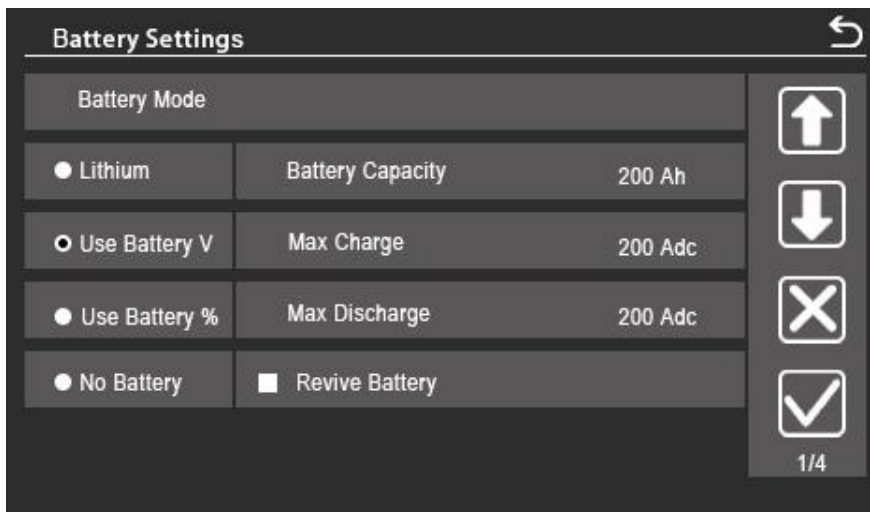 Battery Settings
Battery Mode
Lithium
Battery Capacity
200 Ah
Use Battery V
Max Charge
200 Adc
Use Battery %
Max Discharge
200 Adc
No Battery
Revive Battery
1/4